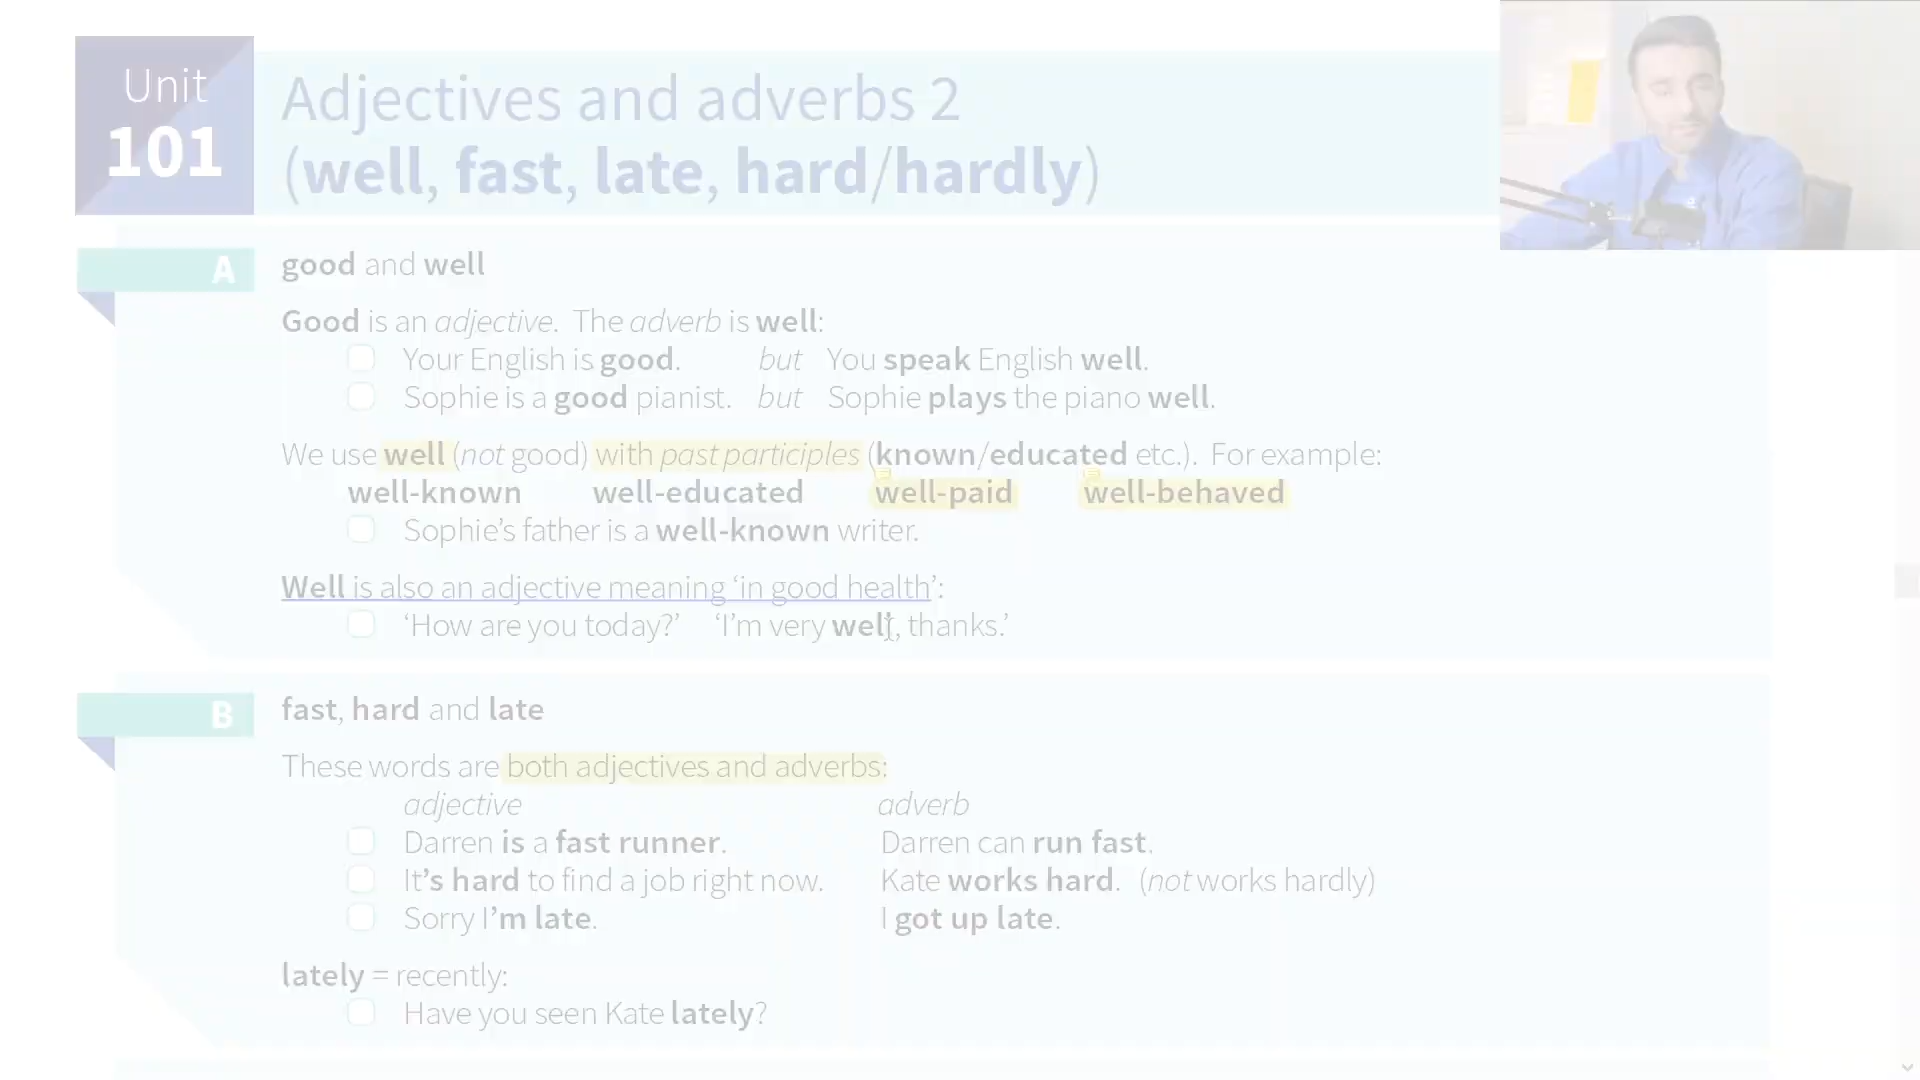 Unit
101
Adjectives and adverbs 2
(well, fast, late, hard/hardly)
A
good and well
Good is an adjective. The adverb is well:
Your English is good. but You speak English well.
Sophie is a good pianist. but Sophie plays the piano well.
We use well (not good) with past participles (known/educated etc.). For example:
well-known well-educated well-paid well-behaved
Sophie’s father is a well-known writer.
Well is also an adjective meaning ‘in good health’:
‘How are you today?’ ‘I’m very well, thanks.’
B
fast, hard and late
These words are both adjectives and adverbs:
adjective adverb
Darren is a fast runner. Darren can run fast.
It’s hard to find a job right now. Kate works hard. (not works hardly)
Sorry I’m late. I got up late.
lately = recently:
Have you seen Kate lately?